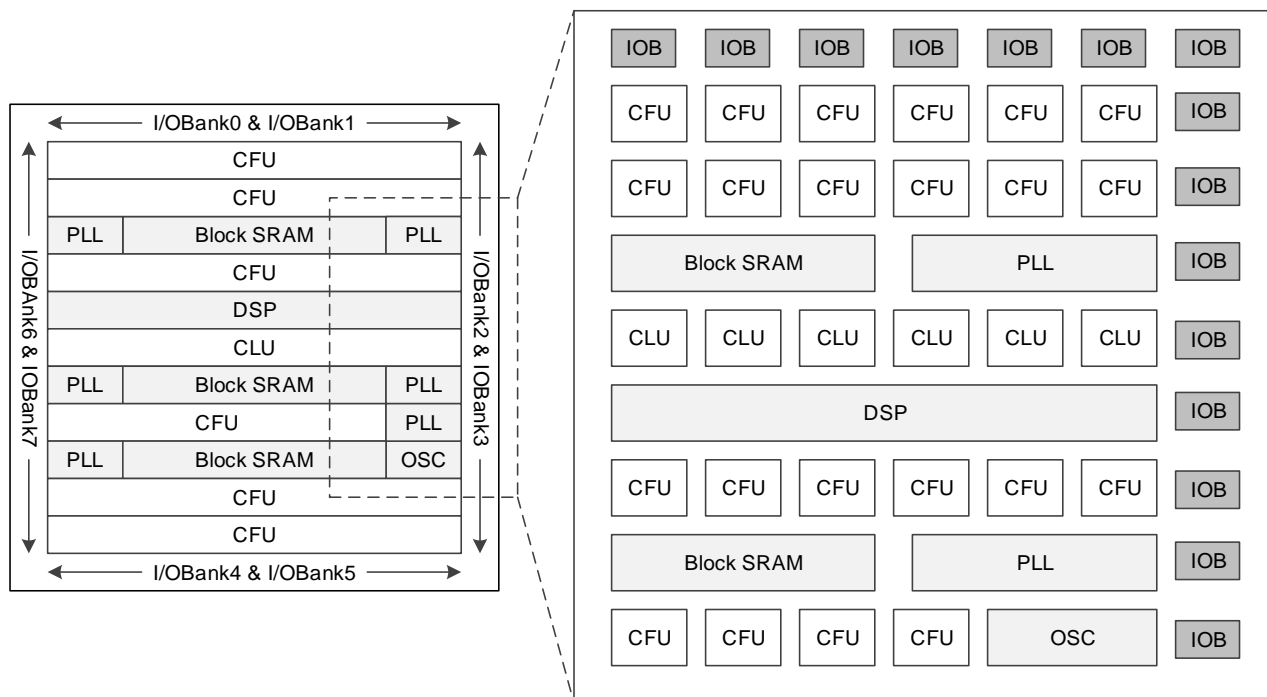 I/OBank0 & I/OBank1
CFU
CFU
PLL Block SRAM PLL
CFU
DSP
CLU
PLL Block SRAM PLL
CFU PLL
PLL Block SRAM OSC
CFU
CFU
I/OBank4 & I/OBank5
I/OBAnk6 & IOBank7
I/OBank2 & IOBank3
IOB IOB IOB IOB IOB IOB IOB
CFU CFU CFU CFU CFU CFU IOB
CFU CFU CFU CFU CFU CFU IOB
Block SRAM PLL IOB
CLU CLU CLU CLU CLU CLU IOB
DSP IOB
CFU CFU CFU CFU CFU CFU IOB
Block SRAM PLL IOB
CFU CFU CFU CFU OSC IOB